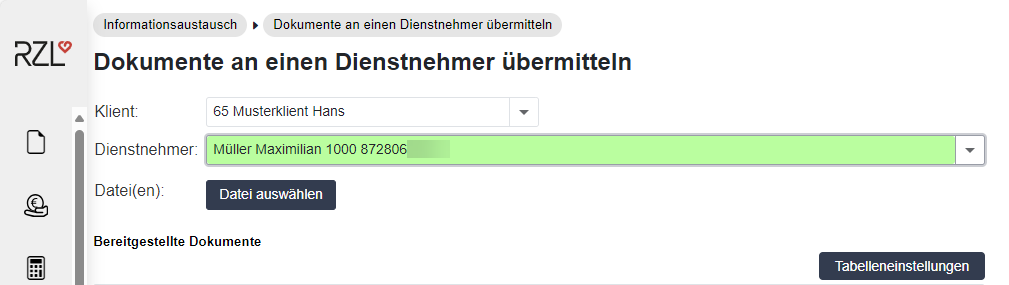 Informationsaustausch Dokumente an einen Dienstnehmer übermitteln
RZL
Dokumente an einen Dienstnehmer übermitteln
Klient: 65 Musterklient Hans
Dienstnehmer: Müller Maximilian 1000 872806
Datei(en): Datei auswählen
Bereitgestellte Dokumente
Tabelleneinstellungen